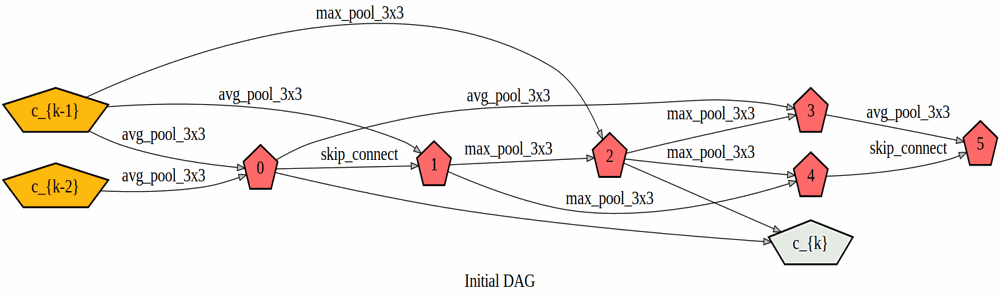 max_pool_3x3
c_{k-1}
avg_pool_3x3
avg_pool_3x3
3
max_pool_3x3
avg_pool_3x3
avg_pool_3x3
skip_connect
max_pool_3x3
1
2
max_pool_3x3
skip_connect
5
0
c_{k-2}
avg_pool_3x3
4
max_pool_3x3
c_{k}
Initial DAG